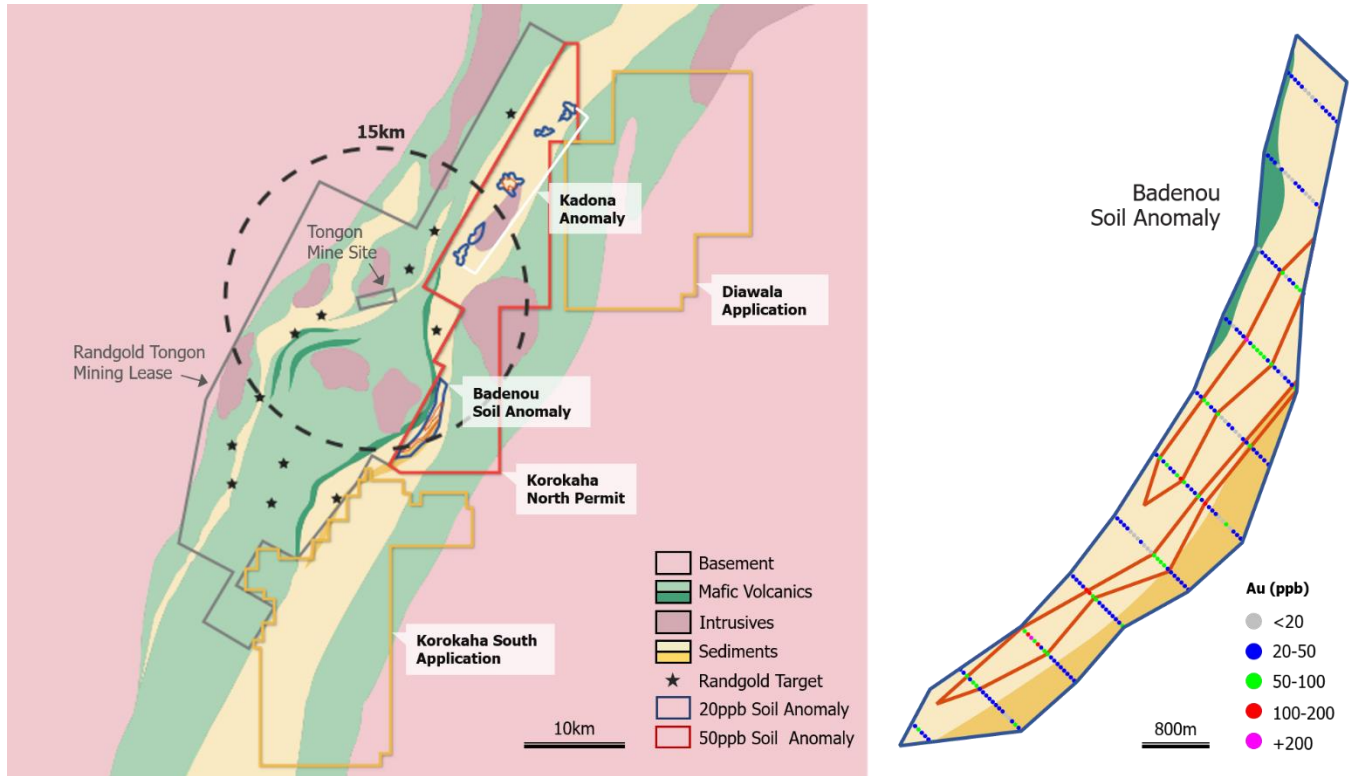 15km
Kadona
Anomaly
Tongon
Mine Site
Diawala
Application
Randgold Tongon
Mining Lease
Badenou
Soil Anomaly
Korokaha
North Permit
Korokaha South
Application
Basement
Mafic Volcanics
Intrusives
Sediments
Randgold Target
20ppb Soil Anomaly
50ppb Soil Anomaly
10km
Badenou
Soil Anomaly
Au (ppb)
<20
20-50
50-100
100-200
+200
800m